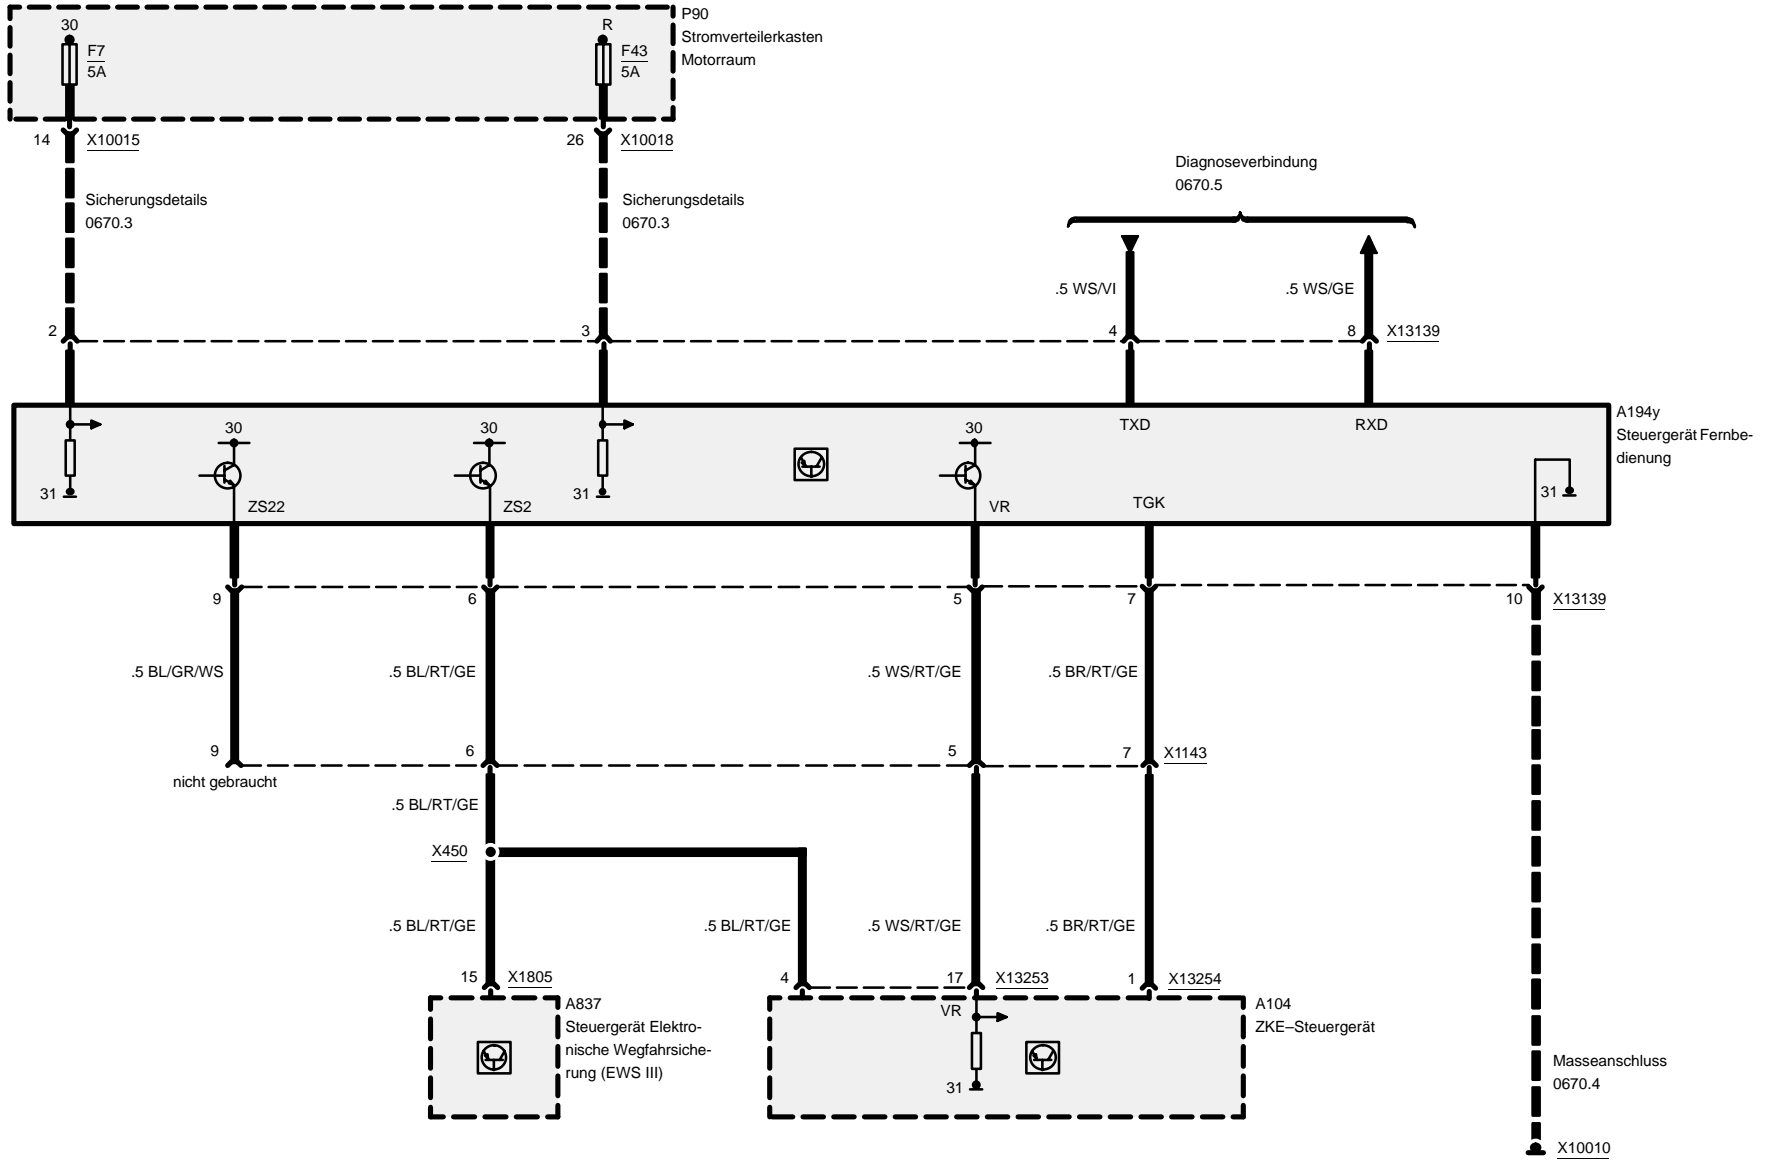 30
R
P90
Stromverteilerkasten
Motorraum
F7
5A
F43
5A
14
X10015
26
X10018
Sicherungsdetails
0670.3
Sicherungsdetails
0670.3
Diagnoseverbindung
0670.5
.5 WS/VI
.5 WS/GE
2
3
4
8
X13139
TXD
RXD
A194y
Steuergerät Fernbe-
dienung
30
30
30
31
31
31
ZS22
ZS2
VR
TGK
9
6
5
7
10
X13139
.5 BL/GR/WS
.5 BL/RT/GE
.5 WS/RT/GE
.5 BR/RT/GE
9
6
5
7
X1143
nicht gebraucht
.5 BL/RT/GE
X450
.5 BL/RT/GE
.5 BL/RT/GE
.5 WS/RT/GE
.5 BR/RT/GE
15
X1805
4
17
X13253
1
X13254
A837
Steuergerät Elektro-
nische Wegfahrsiche-
rung (EWS III)
VR
31
A104
ZKE–Steuergerät
Masseanschluss
0670.4
X10010